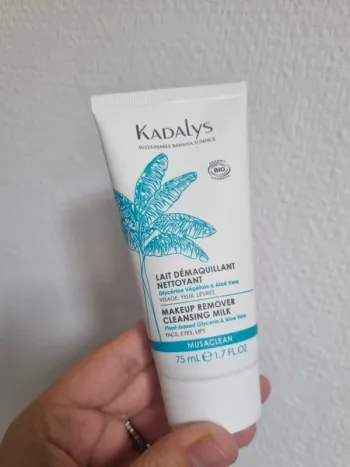 KADALYS
SUSTAINABLE BANANA SCIENCE
BIO
LAIT DÉMAQUILLANT
NETTOYANT
Glycérine Végétale & Aloé Vera
VISAGE, YEUX, LÈVRES
MAKEUP REMOVER
CLEANSING MILK
Plant-based Glycerin & Aloe Vera
FACE, EYES, LIPS
MUSACLEAN
75 mL ℮ 1.7 FL.OZ